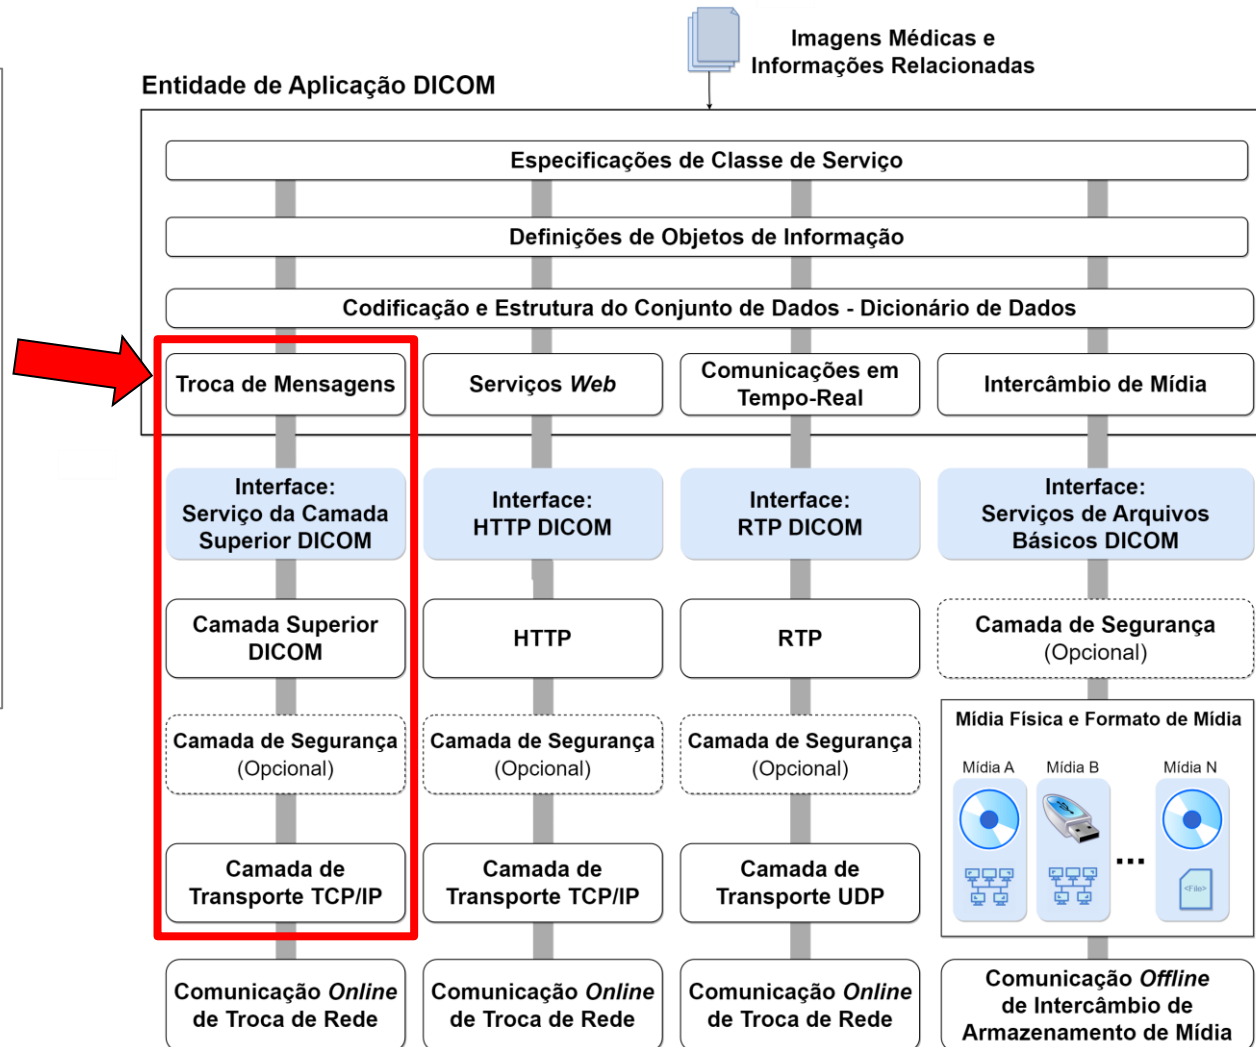 Imagens Médicas e
Informações Relacionadas
Entidade de Aplicação DICOM
Especificações de Classe de Serviço
Definições de Objetos de Informação
Codificação e Estrutura do Conjunto de Dados - Dicionário de Dados
Troca de Mensagens
Serviços Web
Comunicações em
Tempo-Real
Intercâmbio de Mídia
Interface:
Serviço da Camada
Superior DICOM
Interface:
HTTP DICOM
Interface:
RTP DICOM
Interface:
Serviços de Arquivos
Básicos DICOM
Camada Superior
DICOM
HTTP
RTP
Camada de Segurança
(Opcional)
Camada de Segurança
(Opcional)
Camada de Segurança
(Opcional)
Camada de Segurança
(Opcional)
Mídia Física e Formato de Mídia
Mídia A
Mídia B
Mídia N
...
<File>
Camada de
Transporte TCP/IP
Camada de
Transporte TCP/IP
Camada de
Transporte UDP
Comunicação Online
de Troca de Rede
Comunicação Online
de Troca de Rede
Comunicação Online
de Troca de Rede
Comunicação Offline
de Intercâmbio de
Armazenamento de Mídia